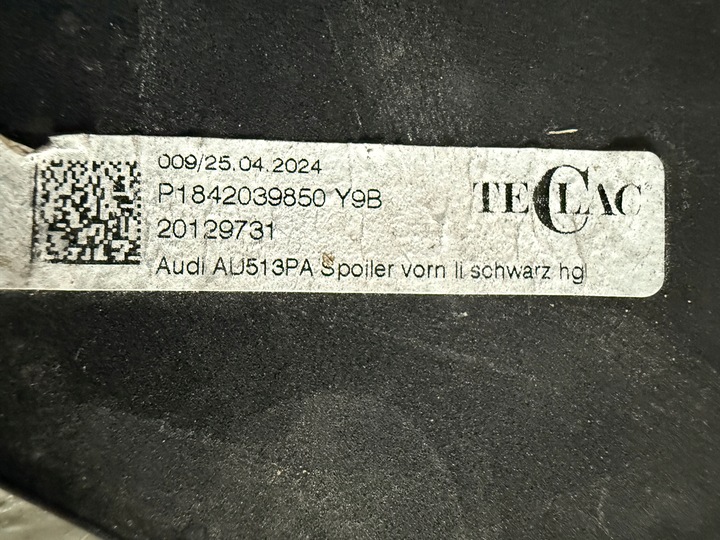 009/25.04.2024
P1842039850 Y9B
20129731
Audi AU513PA Spoiler vorn li schwarz hgl
TECLAC